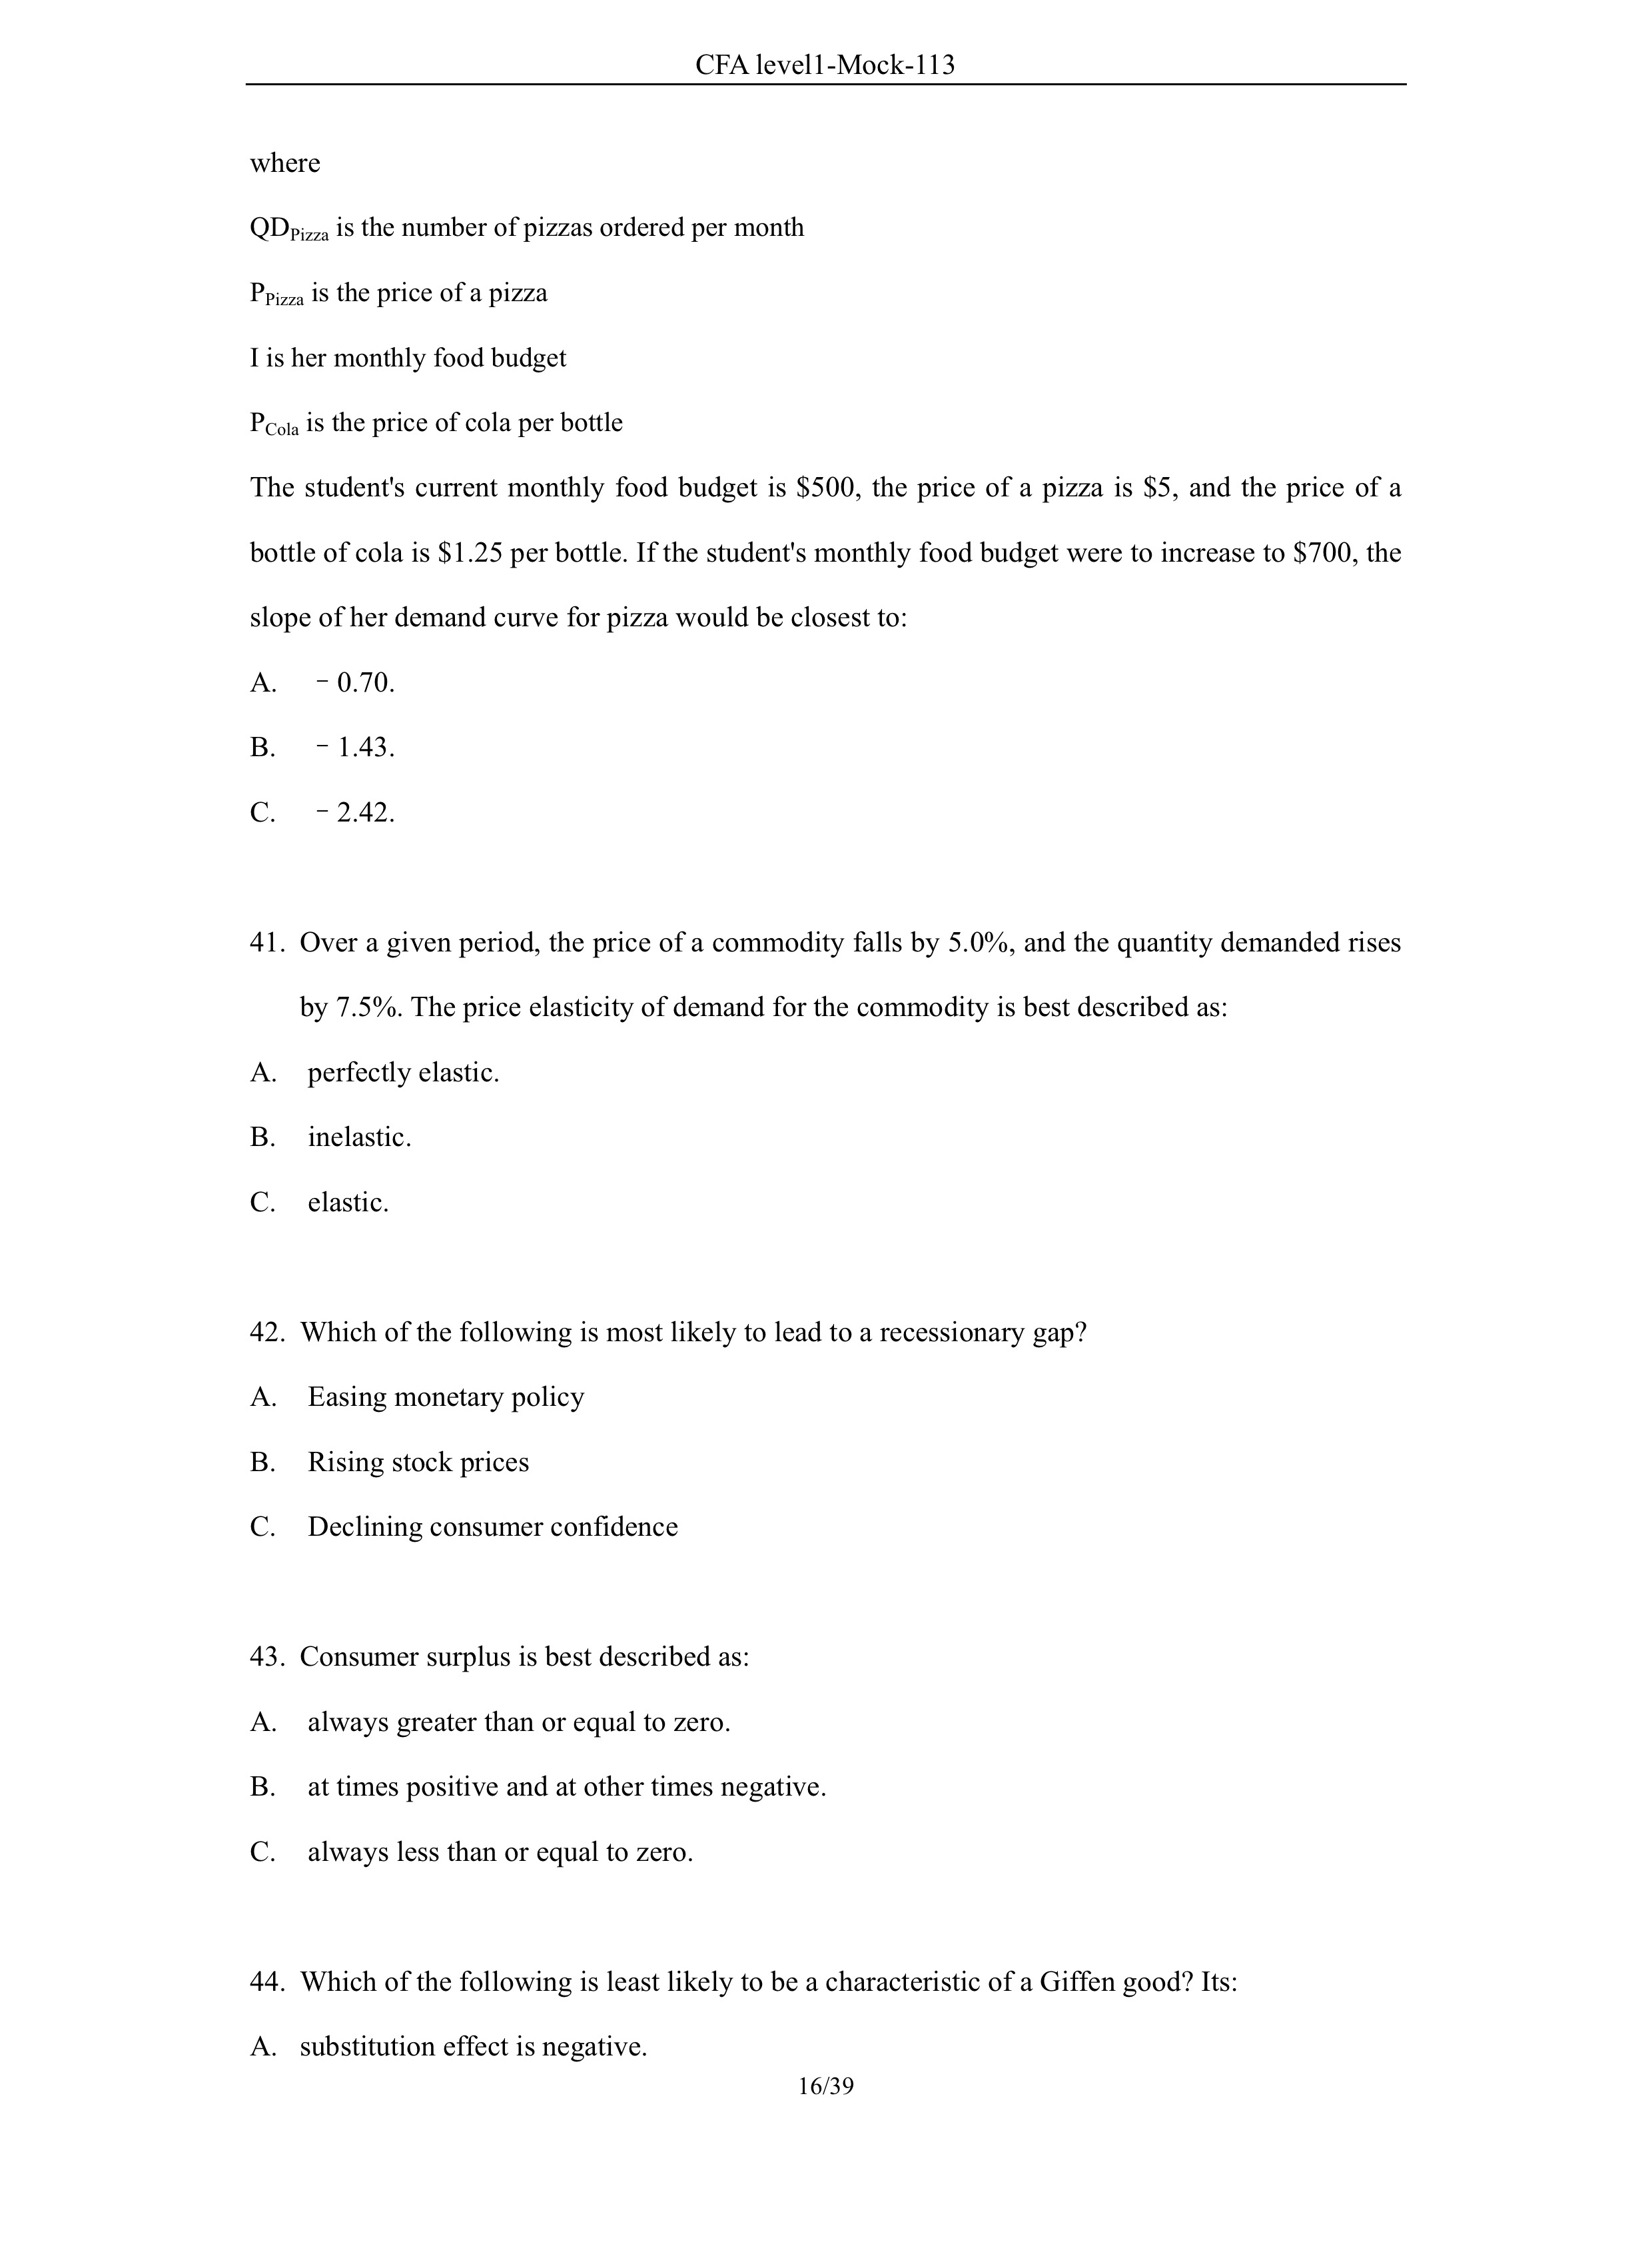 CFA level1-Mock-113
where
QDPizza is the number of pizzas ordered per month
PPizza is the price of a pizza
I is her monthly food budget
PCola is the price of cola per bottle
The student's current monthly food budget is $500, the price of a pizza is $5, and the price of a
bottle of cola is $1.25 per bottle. If the student's monthly food budget were to increase to $700, the
slope of her demand curve for pizza would be closest to:
A. －0.70.
B. －1.43.
C. －2.42.
41. Over a given period, the price of a commodity falls by 5.0%, and the quantity demanded rises
by 7.5%. The price elasticity of demand for the commodity is best described as:
A. perfectly elastic.
B. inelastic.
C. elastic.
42. Which of the following is most likely to lead to a recessionary gap?
A. Easing monetary policy
B. Rising stock prices
C. Declining consumer confidence
43. Consumer surplus is best described as:
A. always greater than or equal to zero.
B. at times positive and at other times negative.
C. always less than or equal to zero.
44. Which of the following is least likely to be a characteristic of a Giffen good? Its:
A. substitution effect is negative.
16/39